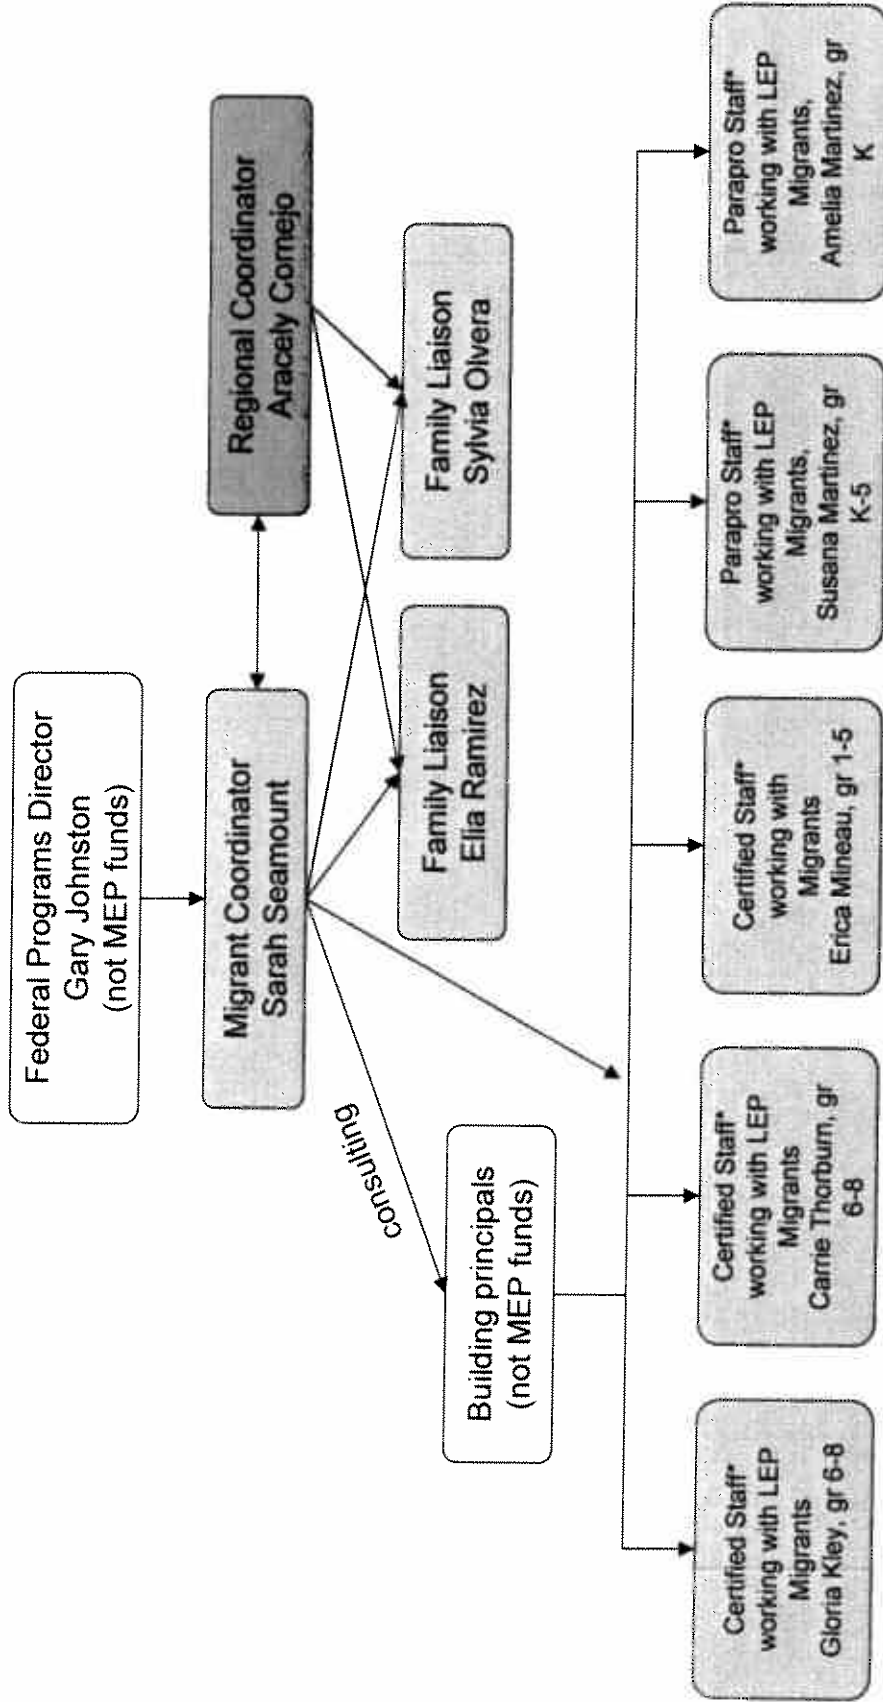 Federal Programs Director
Gary Johnston
(not MEP funds)
Migrant Coordinator
Sarah Seamount
Regional Coordinator
Aracely Cornejo
consulting
Family Liaison
Elia Ramirez
Family Liaison
Sylvia Olvera
Building principals
(not MEP funds)
Certified Staff*
working with LEP
Migrants
Gloria Kley, gr 6-8
Certified Staff*
working with LEP
Migrants
Carrie Thorburn, gr
6-8
Certified Staff*
working with
Migrants
Erica Mineau, gr 1-5
Parapro Staff*
working with LEP
Migrants,
Susana Martinez, gr
K-5
Parapro Staff*
working with LEP
Migrants,
Amelia Martinez, gr
K